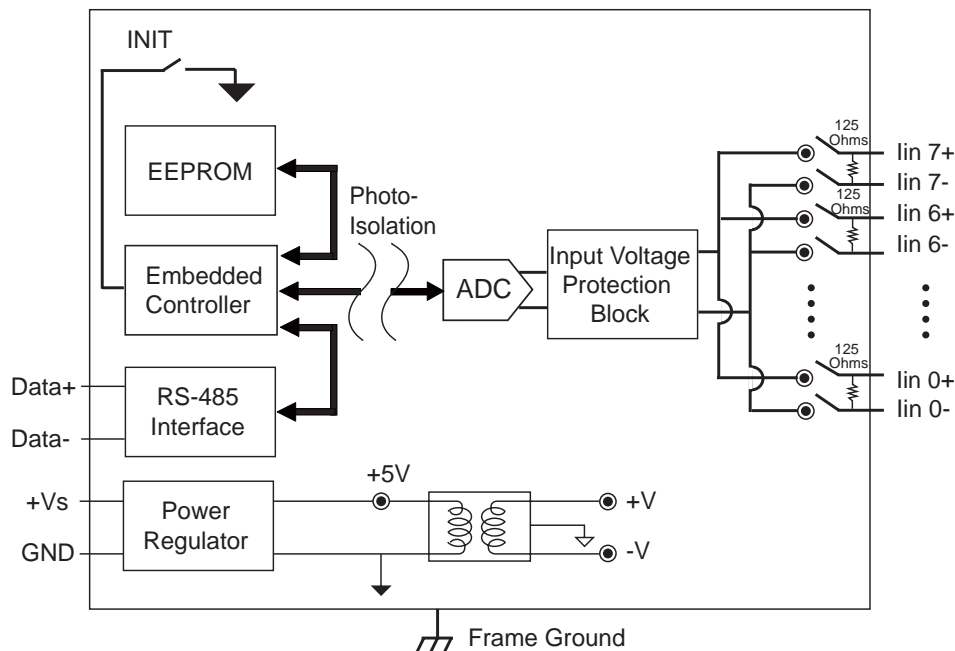 INIT
EEPROM
Photo-
Isolation
Embedded
Controller
ADC
Input Voltage
Protection
Block
125
Ohms
Iin 7+
Iin 7-
125
Ohms
Iin 6+
Iin 6-
125
Ohms
Iin 0+
Iin 0-
Data+
Data-
RS-485
Interface
+Vs
GND
Power
Regulator
+5V
+V
-V
Frame Ground